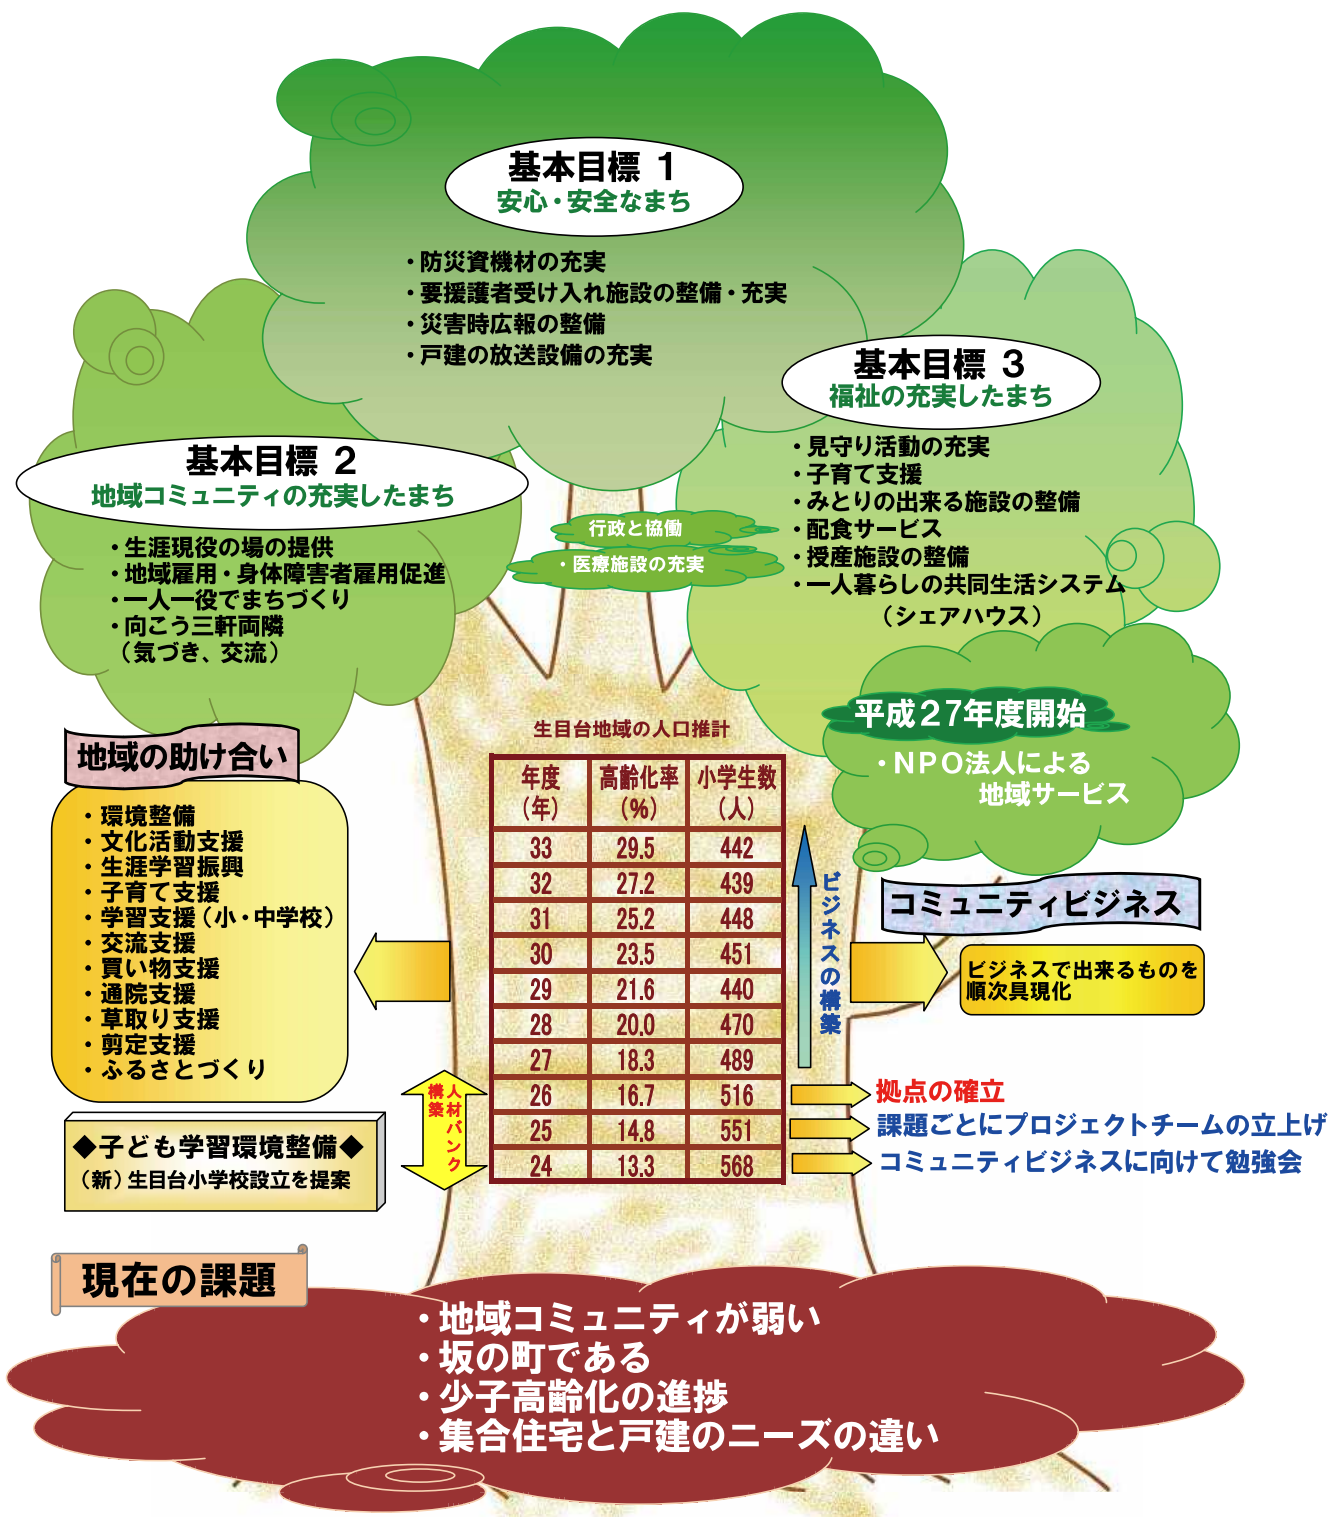 基本目標 1
安心・安全なまち
・防災資機材の充実
・要援護者受け入れ施設の整備・充実
・災害時広報の整備
・戸建の放送設備の充実
基本目標 2
地域コミュニティの充実したまち
・生涯現役の場の提供
・地域雇用・身体障害者雇用促進
・一人一役でまちづくり
・向こう三軒両隣
（気づき、交流）
行政と協働
・医療施設の充実
基本目標 3
福祉の充実したまち
・見守り活動の充実
・子育て支援
・みとりの出来る施設の整備
・配食サービス
・授産施設の整備
・一人暮らしの共同生活システム
（シェアハウス）
平成27年度開始
・NPO法人による
地域サービス
地域の助け合い
・環境整備
・文化活動支援
・生涯学習振興
・子育て支援
・学習支援（小・中学校）
・交流支援
・買い物支援
・通院支援
・草取り支援
・剪定支援
・ふるさとづくり
◆子ども学習環境整備◆
（新）生目台小学校設立を提案
人材バンク
構築
生目台地域の人口推計
年度 高齢化率 小学生数
（年） （%） （人）
33 29.5 442
32 27.2 439
31 25.2 448
30 23.5 451
29 21.6 440
28 20.0 470
27 18.3 489
26 16.7 516
25 14.8 551
24 13.3 568
ビジネスの構築
コミュニティビジネス
ビジネスで出来るものを
順次具現化
拠点の確立
課題ごとにプロジェクトチームの立上げ
コミュニティビジネスに向けて勉強会
現在の課題
・地域コミュニティが弱い
・坂の町である
・少子高齢化の進捗
・集合住宅と戸建のニーズの違い